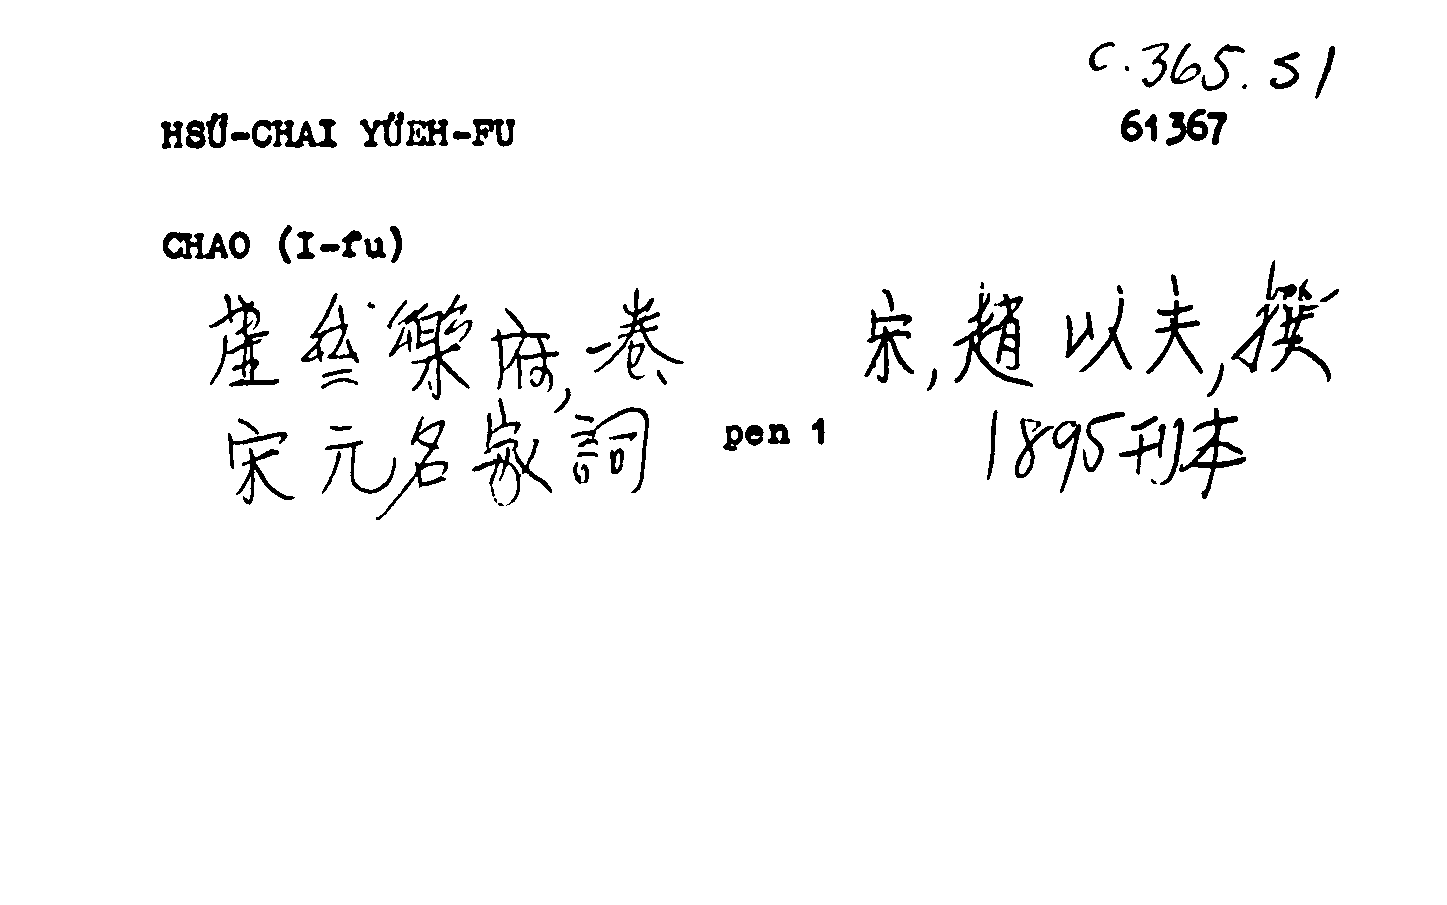 c.365.s1
HSÜ-CHAI YÜEH-FU 61367
CHAO (I-fu)
虛齋樂府,一卷 宋,趙以夫,撰
宋元名家詞 pen 1 1895刊本